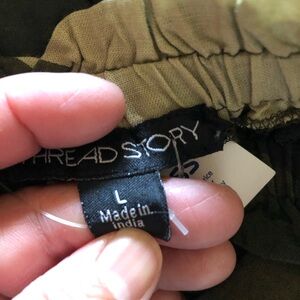 THREAD STORY
L
Made in
India